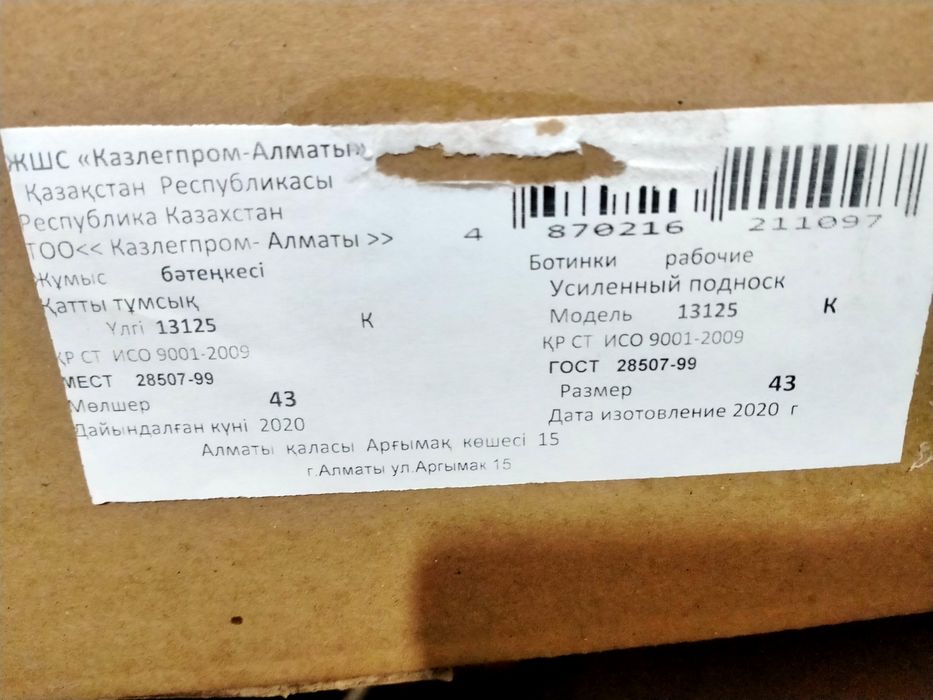 ЖШС «Казлегпром-Алматы»
Қазақстан Республикасы
Республика Казахстан
ТОО<< Казлегпром- Алматы >>
Жұмыс бәтеңкесі
Қатты тұмсық
Үлгі 13125 К
ҚР СТ ИСО 9001-2009
МЕСТ 28507-99
Мөлшер 43
Дайындалған күні 2020
4 870216 211097
Ботинки рабочие
Усиленный подноск
Модель 13125 К
ҚР СТ ИСО 9001-2009
ГОСТ 28507-99
Размер 43
Дата изотовление 2020 г
Алматы қаласы Арғымақ көшесі 15
г.Алматы ул.Аргымак 15